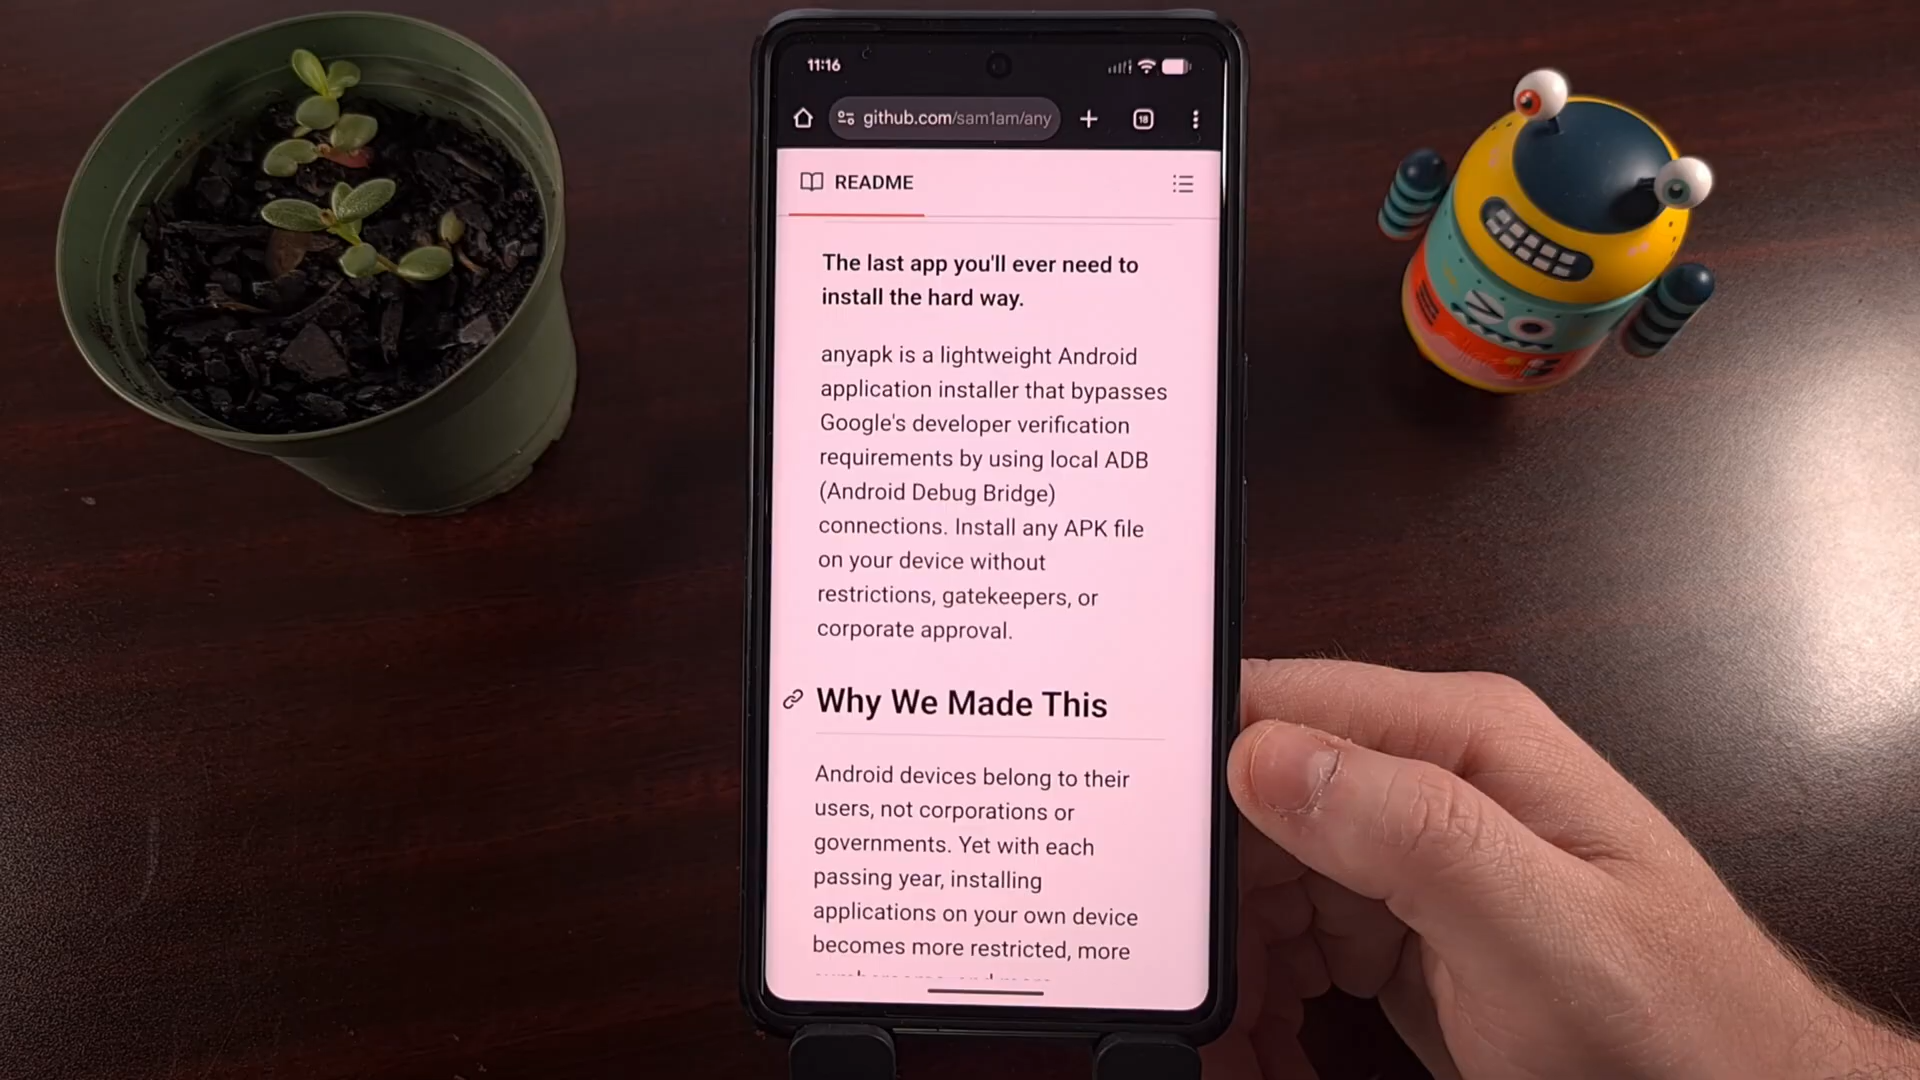 11:16
github.com/sam1am/any
18
README
The last app you'll ever need to
install the hard way.
anyapk is a lightweight Android
application installer that bypasses
Google's developer verification
requirements by using local ADB
(Android Debug Bridge)
connections. Install any APK file
on your device without
restrictions, gatekeepers, or
corporate approval.
Why We Made This
Android devices belong to their
users, not corporations or
governments. Yet with each
passing year, installing
applications on your own device
becomes more restricted, more